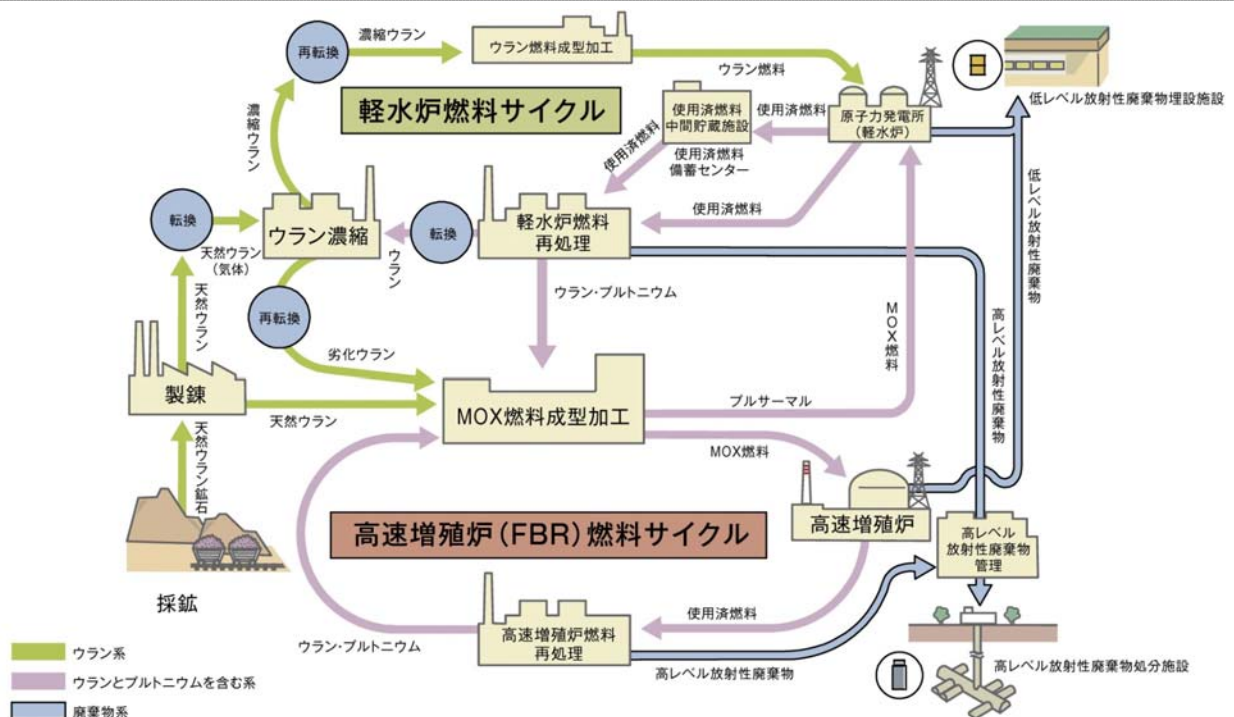 濃縮ウラン
再転換
ウラン燃料成型加工
ウラン燃料
低レベル放射性廃棄物埋設施設
軽水炉燃料サイクル
使用済燃料
中間貯蔵施設
使用済燃料
原子力発電所
(軽水炉)
使用済燃料
使用済燃料
備蓄センター
濃縮ウラン
転換
ウラン濃縮
天然ウラン
(気体)
転換
ウラン
軽水炉燃料
再処理
使用済燃料
低レベル放射性廃棄物
天然ウラン
再転換
ウラン・プルトニウム
MOX燃料
高レベル放射性廃棄物
劣化ウラン
製錬
天然ウラン
MOX燃料成型加工
プルサーマル
MOX燃料
天然ウラン鉱石
採鉱
高速増殖炉(FBR)燃料サイクル
高速増殖炉
高レベル
放射性廃棄物
管理
使用済燃料
ウラン・プルトニウム
高速増殖炉燃料
再処理
高レベル放射性廃棄物
高レベル放射性廃棄物処分施設
ウラン系
ウランとプルトニウムを含む系
廃棄物系